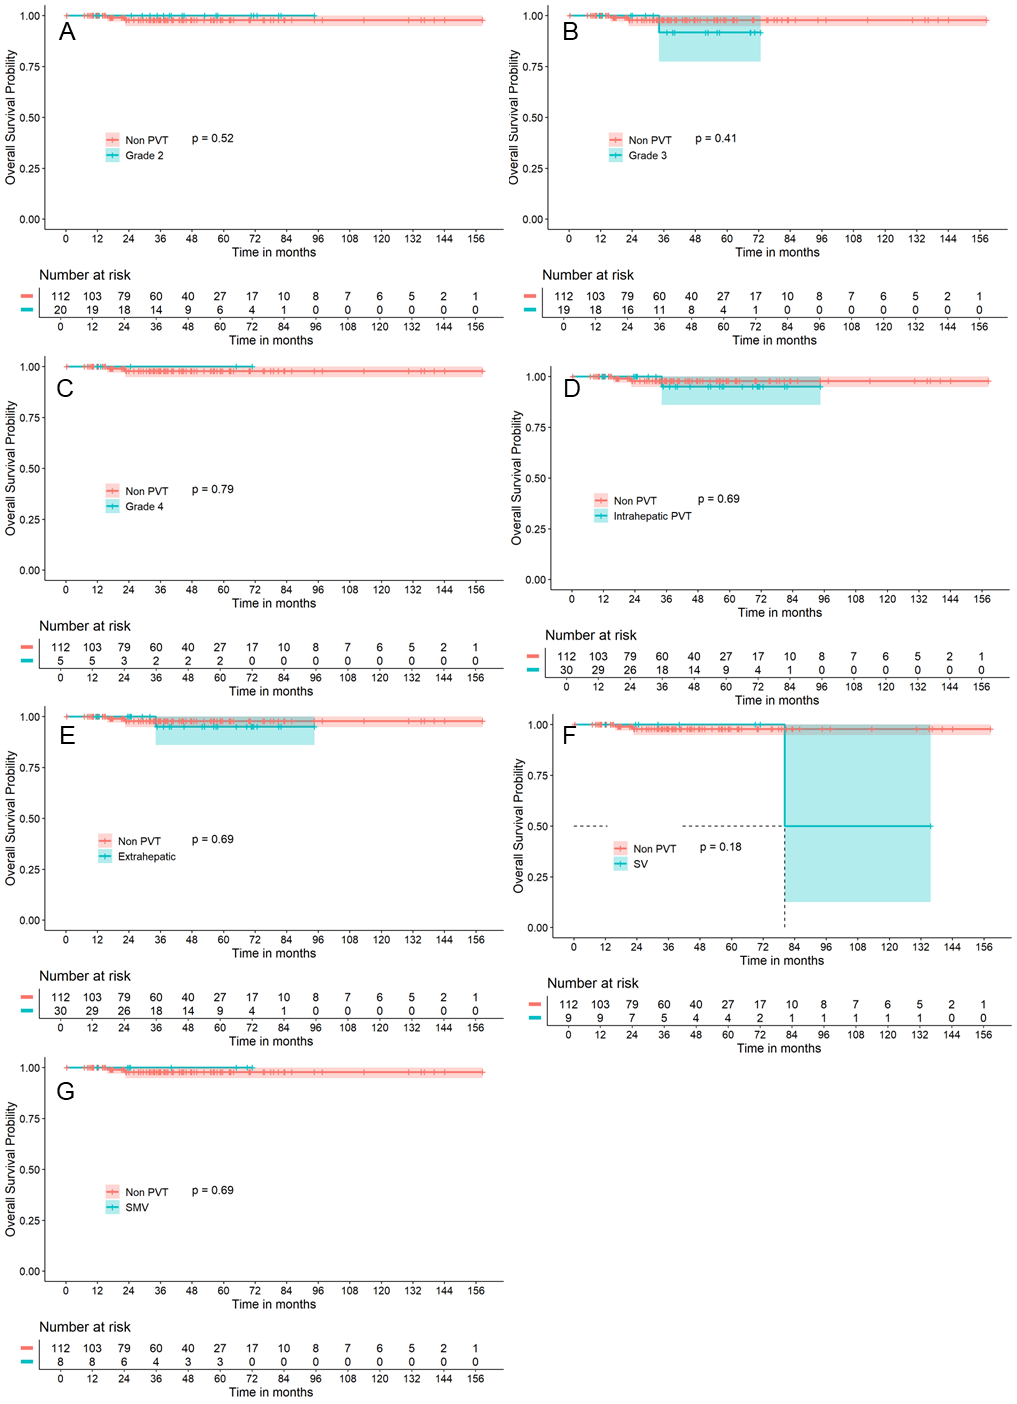 A
Overall Survival Probility
1.00
0.75
0.50
0.25
0.00
Non PVT
Grade 2
p = 0.52
0 12 24 36 48 60 72 84 96 108 120 132 144 156
Time in months
Number at risk
112 103 79 60 40 27 17 10 8 7 6 5 2 1
20 19 18 14 9 6 4 1 0 0 0 0 0 0
0 12 24 36 48 60 72 84 96 108 120 132 144 156
Time in months
B
Overall Survival Probility
1.00
0.75
0.50
0.25
0.00
Non PVT
Grade 3
p = 0.41
0 12 24 36 48 60 72 84 96 108 120 132 144 156
Time in months
Number at risk
112 103 79 60 40 27 17 10 8 7 6 5 2 1
19 18 16 11 8 4 1 0 0 0 0 0 0 0
0 12 24 36 48 60 72 84 96 108 120 132 144 156
Time in months
C
Overall Survival Probility
1.00
0.75
0.50
0.25
0.00
Non PVT
Grade 4
p = 0.79
0 12 24 36 48 60 72 84 96 108 120 132 144 156
Time in months
Number at risk
112 103 79 60 40 27 17 10 8 7 6 5 2 1
5 5 3 2 2 2 0 0 0 0 0 0 0 0
0 12 24 36 48 60 72 84 96 108 120 132 144 156
Time in months
D
Overall Survival Probility
1.00
0.75
0.50
0.25
0.00
Non PVT
Intrahepatic PVT
p = 0.69
0 12 24 36 48 60 72 84 96 108 120 132 144 156
Time in months
Number at risk
112 103 79 60 40 27 17 10 8 7 6 5 2 1
30 29 26 18 14 9 4 1 0 0 0 0 0 0
0 12 24 36 48 60 72 84 96 108 120 132 144 156
Time in months
E
Overall Survival Probility
1.00
0.75
0.50
0.25
0.00
Non PVT
Extrahepatic
p = 0.69
0 12 24 36 48 60 72 84 96 108 120 132 144 156
Time in months
Number at risk
112 103 79 60 40 27 17 10 8 7 6 5 2 1
30 29 26 18 14 9 4 1 0 0 0 0 0 0
0 12 24 36 48 60 72 84 96 108 120 132 144 156
Time in months
F
Overall Survival Probility
1.00
0.75
0.50
0.25
0.00
Non PVT
SV
p = 0.18
0 12 24 36 48 60 72 84 96 108 120 132 144 156
Time in months
Number at risk
112 103 79 60 40 27 17 10 8 7 6 5 2 1
9 9 7 5 4 4 2 1 1 1 1 1 0 0
0 12 24 36 48 60 72 84 96 108 120 132 144 156
Time in months
G
Overall Survival Probility
1.00
0.75
0.50
0.25
0.00
Non PVT
SMV
p = 0.69
0 12 24 36 48 60 72 84 96 108 120 132 144 156
Time in months
Number at risk
112 103 79 60 40 27 17 10 8 7 6 5 2 1
8 8 6 4 3 3 0 0 0 0 0 0 0 0
0 12 24 36 48 60 72 84 96 108 120 132 144 156
Time in months